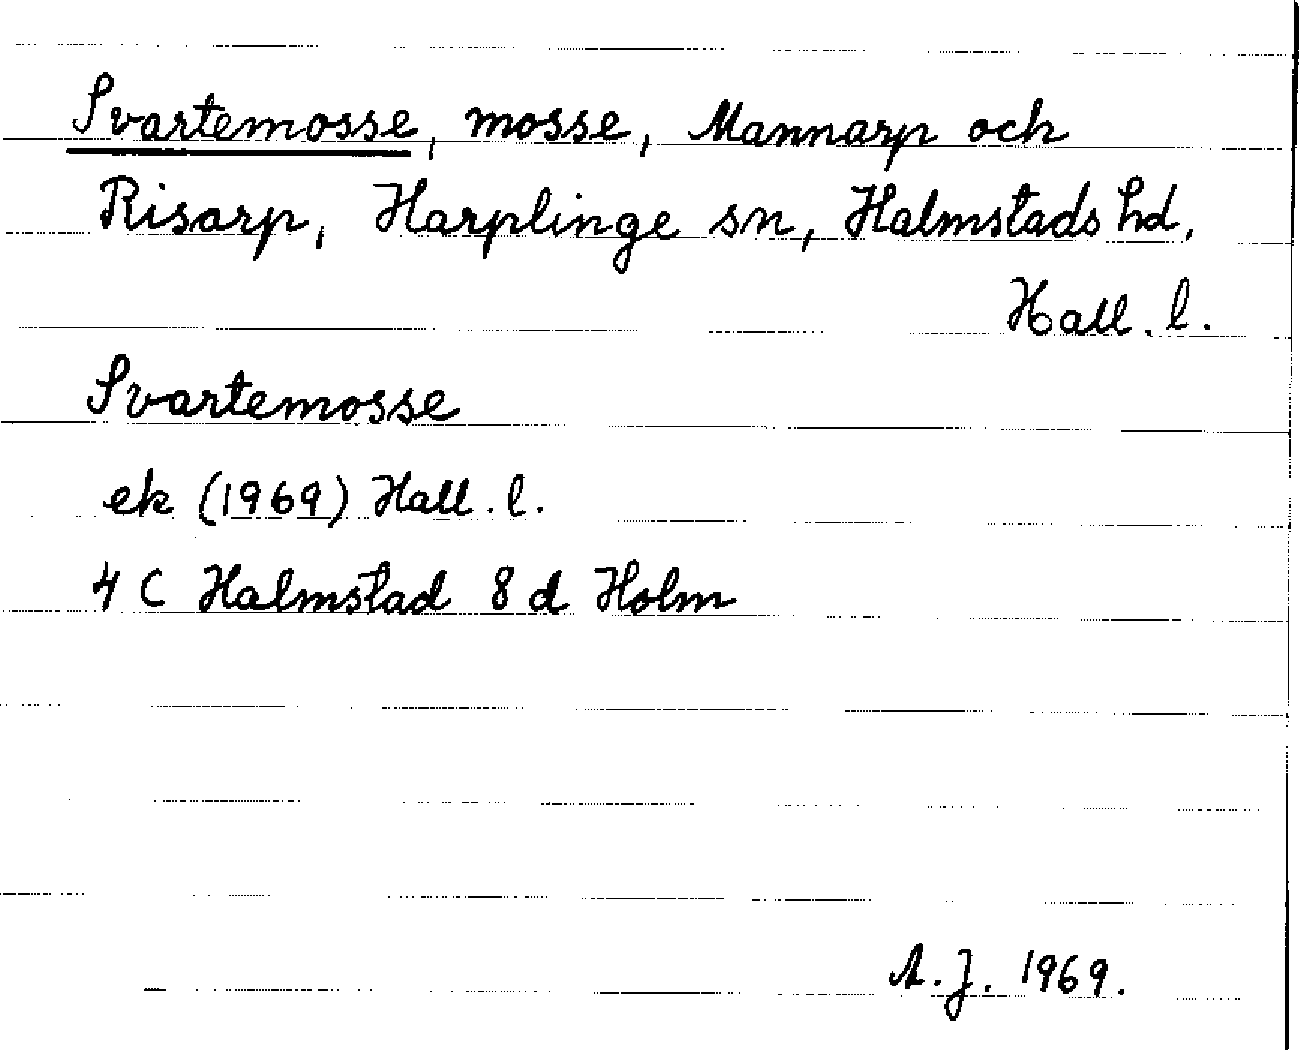 Svartemosse, mosse, Mannarp och
Risarp, Harplinge sn, Halmstads hd,
Hall. l.
Svartemosse
ek (1969) Hall. l.
4 C Halmstad 8 d Holm
A. J. 1969.